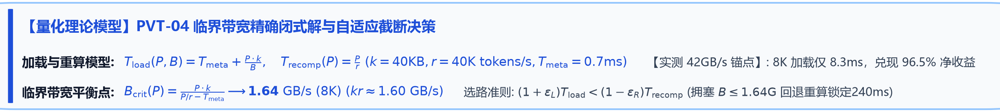 【量化理论模型】PVT-04 临界带宽精确闭式解与自适应截断决策
加载与重算模型: T_load(P, B) = T_meta + P·k/B, T_recomp(P) = P/r (k = 40KB, r = 40K tokens/s, T_meta = 0.7ms) 【实测 42GB/s 锚点】: 8K 加载仅 8.3ms，兑现 96.5% 净收益
临界带宽平衡点: B_crit(P) = P·k/(P/r − T_meta) ⟶ 1.64 GB/s (8K) (kr ≈ 1.60 GB/s) 选路准则: (1 + ε_L)T_load < (1 − ε_R)T_recomp (拥塞 B ≤ 1.64G 回退重算锁定240ms)